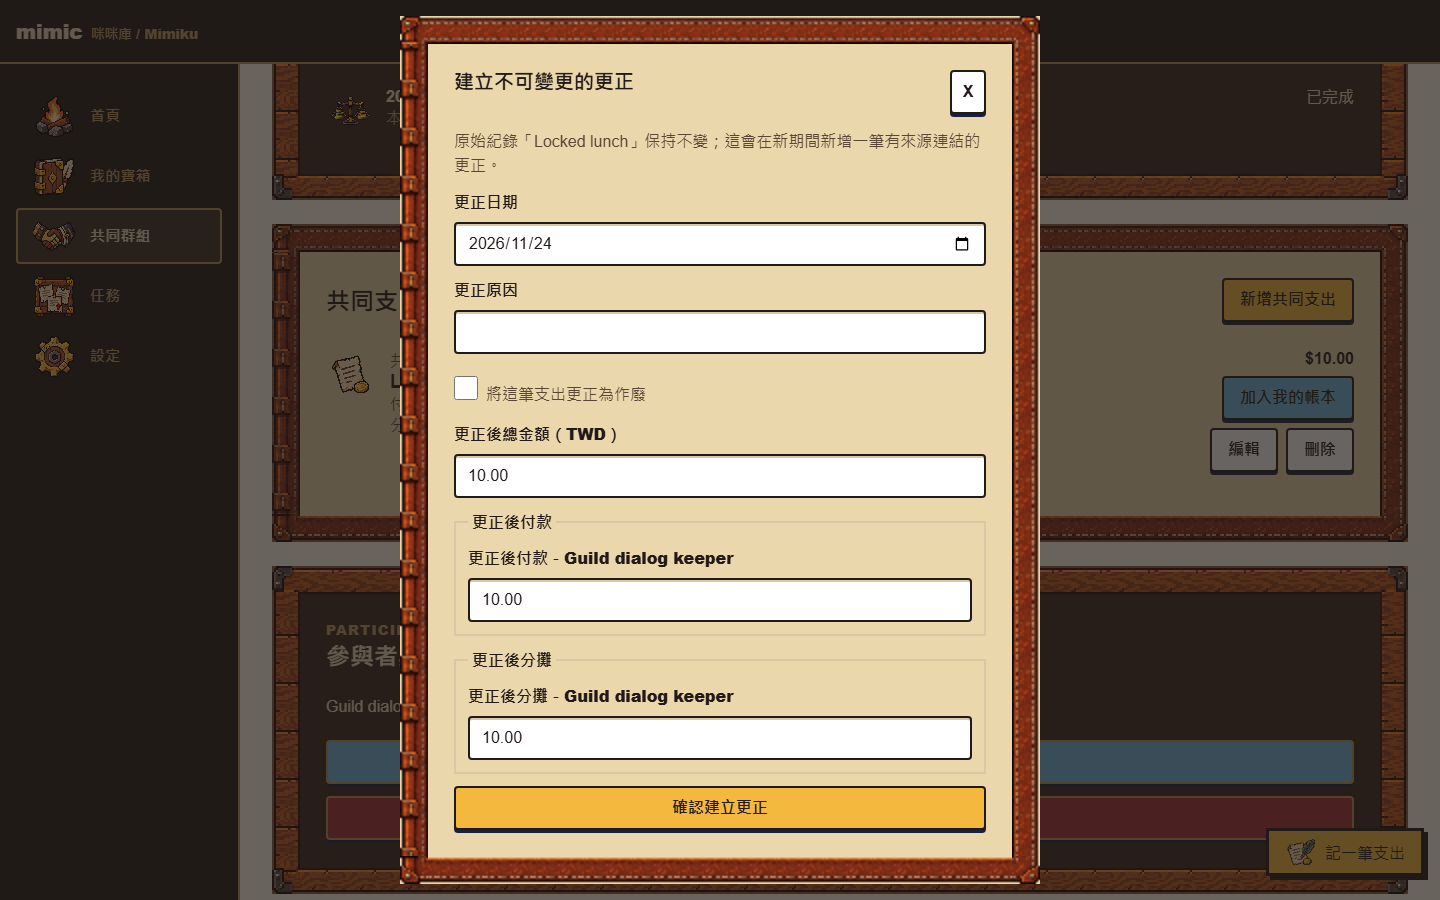 mimic 咪咪庫 / Mimiku
首頁
我的寶箱
共同群組
任務
設定
20
本
已完成
共同支
共
L
付
分
新增共同支出
$10.00
加入我的帳本
編輯
刪除
PARTICI
參與者
Guild dialo
記一筆支出
建立不可變更的更正
X
原始紀錄「Locked lunch」保持不變；這會在新期間新增一筆有來源連結的
更正。
更正日期
2026/11/24
更正原因
將這筆支出更正為作廢
更正後總金額（TWD）
10.00
更正後付款
更正後付款 - Guild dialog keeper
10.00
更正後分攤
更正後分攤 - Guild dialog keeper
10.00
確認建立更正